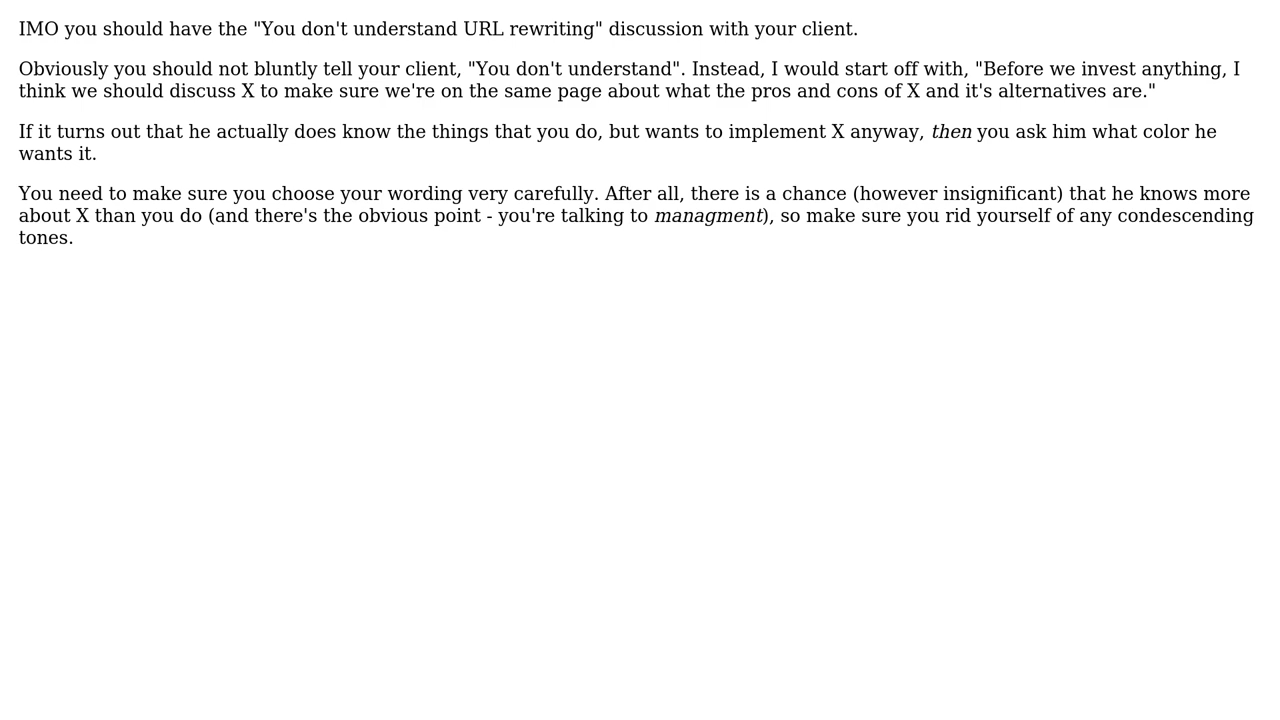 IMO you should have the "You don't understand URL rewriting" discussion with your client.
Obviously you should not bluntly tell your client, "You don't understand". Instead, I would start off with, "Before we invest anything, I
think we should discuss X to make sure we're on the same page about what the pros and cons of X and it's alternatives are."
If it turns out that he actually does know the things that you do, but wants to implement X anyway, then you ask him what color he
wants it.
You need to make sure you choose your wording very carefully. After all, there is a chance (however insignificant) that he knows more
about X than you do (and there's the obvious point - you're talking to managment), so make sure you rid yourself of any condescending
tones.